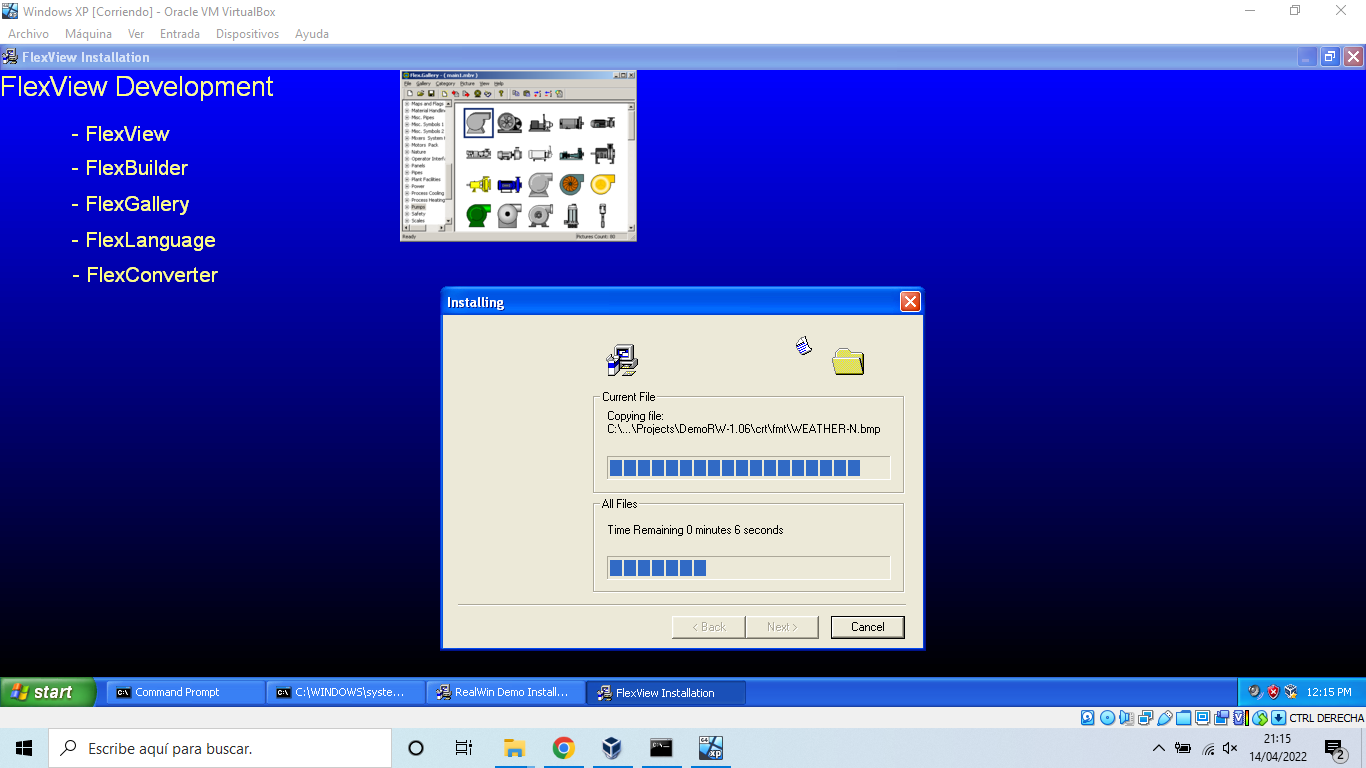 Windows XP [Corriendo] - Oracle VM VirtualBox
Archivo Máquina Ver Entrada Dispositivos Ayuda
FlexView Installation
FlexView Development
- FlexView
- FlexBuilder
- FlexGallery
- FlexLanguage
- FlexConverter
Flex.Gallery - ( main1.mbv )
File Gallery Category Picture View Help
Maps and Flags
Material Handlin
Misc. Pipes
Misc. Symbols 1
Misc. Symbols 2
Mixers System
Motors Pack
Nature
Operator Interf
Panels
Pipes
Plant Facilities
Power
Process Cooling
Process Heating
Pumps
Safety
Scales
Ready
Pictures Count: 80
Installing
Current File
Copying file:
C:\...\Projects\DemoRW-1.06\crt\fmt\WEATHER-N.bmp
All Files
Time Remaining 0 minutes 6 seconds
< Back Next > Cancel
start
Command Prompt
C:\WINDOWS\syste...
RealWin Demo Install...
FlexView Installation
12:15 PM
CTRL DERECHA
Escribe aquí para buscar.
21:15
14/04/2022
2